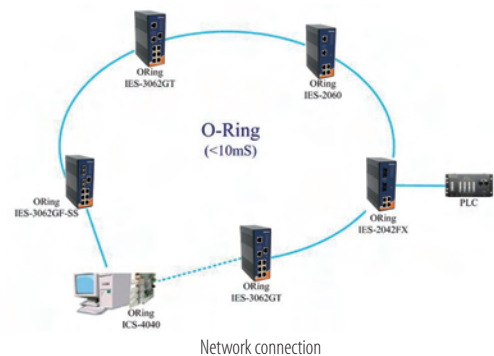 ORing
IES-3062GT
ORing
IES-2060
O-Ring
(<10mS)
ORing
IES-3062GF-SS
ORing
IES-2042FX
PLC
ORing
IES-3062GT
ORing
ICS-4040
Network connection